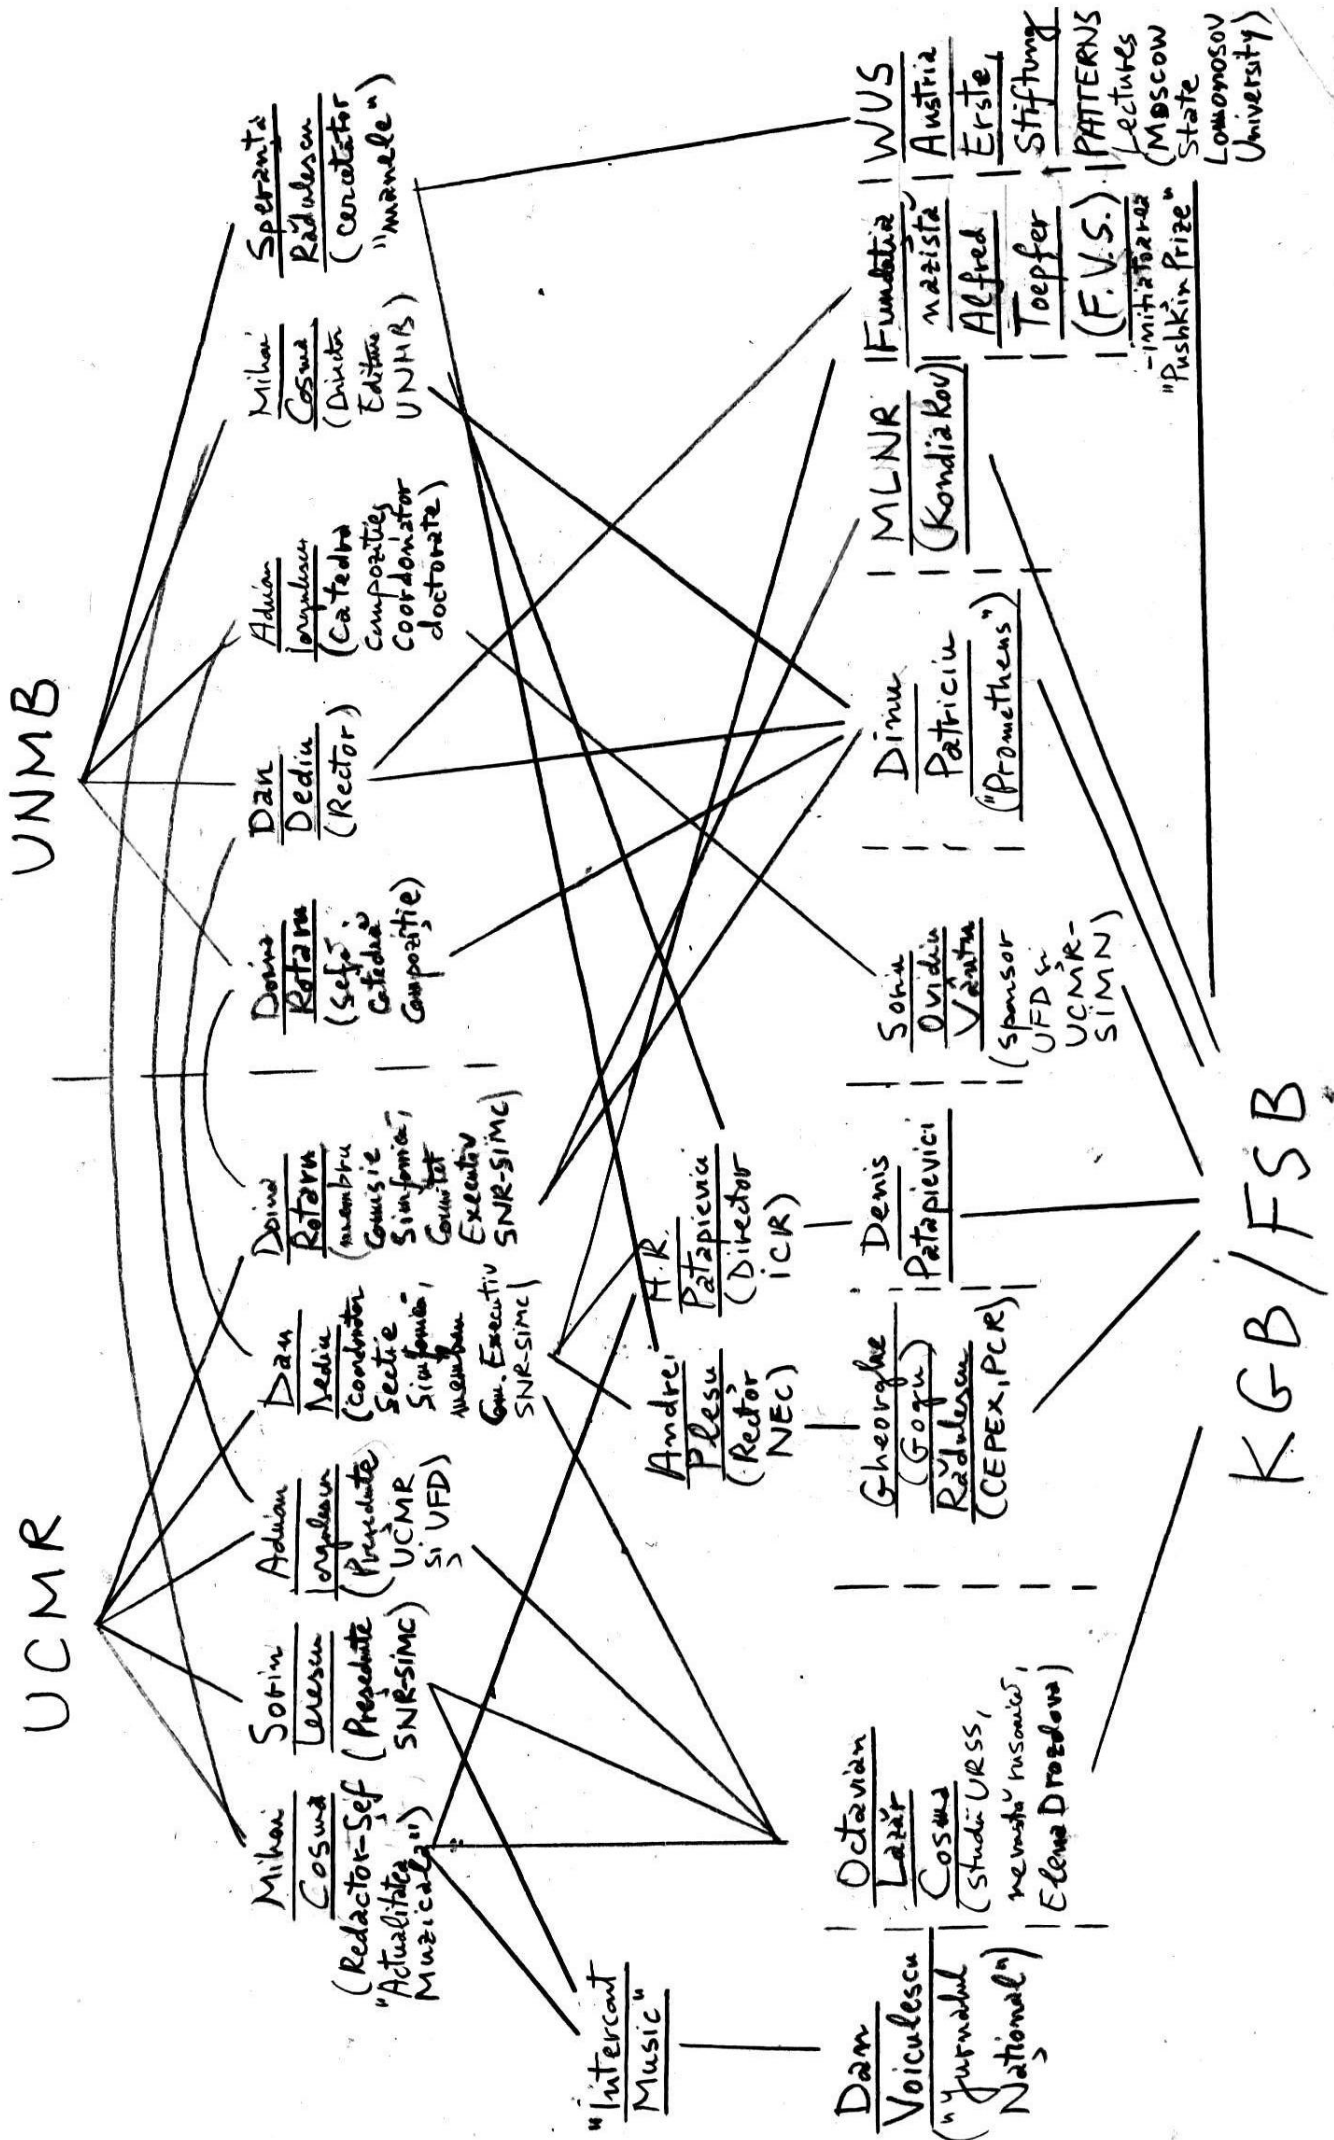 UCMR
UNMB
Mihai
Cosma
(Redactor-Șef
"Actualitatea
Muzicală")
Sorin
Lerescu
(Președinte
SNR-SIMC)
Adrian
Iorgulescu
(Președinte
UCMR
și UFD)
Dan
Dediu
(coordonator
Secție
Simfonică,
membru
Com. Executiv
SNR-SIMC)
Doina
Rotaru
(membru
Comisie
Simfonică,
Comitet
Executiv
SNR-SIMC)
Doina
Rotaru
(Șefă
Catedră
Compoziție)
Dan
Dediu
(Rector)
Adrian
Iorgulescu
(Catedra
compoziție,
coordonator
doctorate)
Mihai
Cosma
(Director
Editura
UNMB)
Speranța
Rădulescu
(cercetător
"manele")
"Intercont
Music"
Andrei
Pleșu
(Rector
NEC)
H.R.
Patapievici
(Director
ICR)
Dan
Voiculescu
("Jurnalul
Național")
Octavian
Lazăr
Cosma
(studii URSS,
nevastă rusoaică,
Elena Drozdova)
Gheorghe
(Gogu)
Rădulescu
(CEPEX, PCR)
Denis
Patapievici
Sorin
Ovidiu
Vântu
(sponsor
UFD și
UCMR-
SIMN)
Dinu
Patriciu
("Prometheus")
MLNR
(Kondiakov)
Fundația
nazistă
Alfred
Toepfer
(F.V.S.)
-inițiatoarea
"Pushkin Prize"
WUS
Austria
Erste,
Stiftung
PATTERNS
Lectures
(Moscow
State
Lomonosov
University)
KGB/FSB